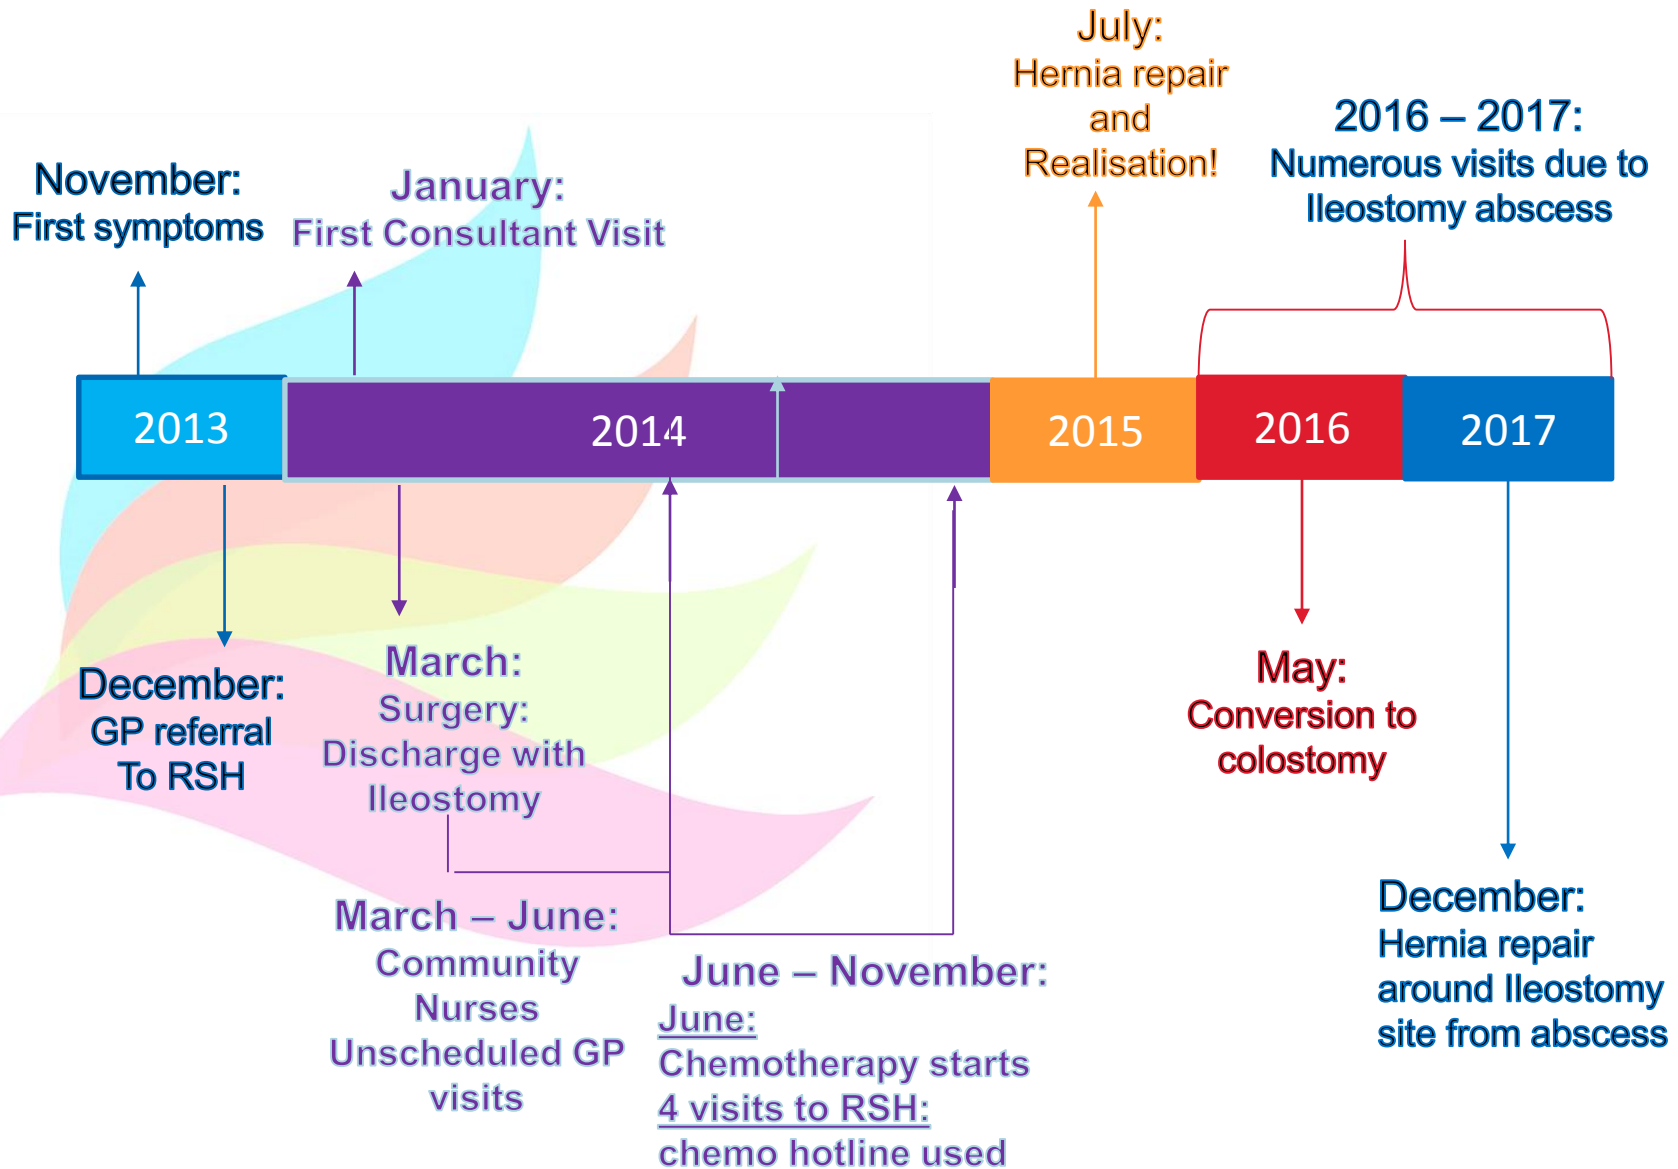 November:
First symptoms
January:
First Consultant Visit
July:
Hernia repair
and
Realisation!
2016 – 2017:
Numerous visits due to
Ileostomy abscess
2013
2014
2015
2016
2017
December:
GP referral
To RSH
March:
Surgery:
Discharge with
Ileostomy
March – June:
Community
Nurses
Unscheduled GP
visits
June – November:
June:
Chemotherapy starts
4 visits to RSH:
chemo hotline used
May:
Conversion to
colostomy
December:
Hernia repair
around Ileostomy
site from abscess